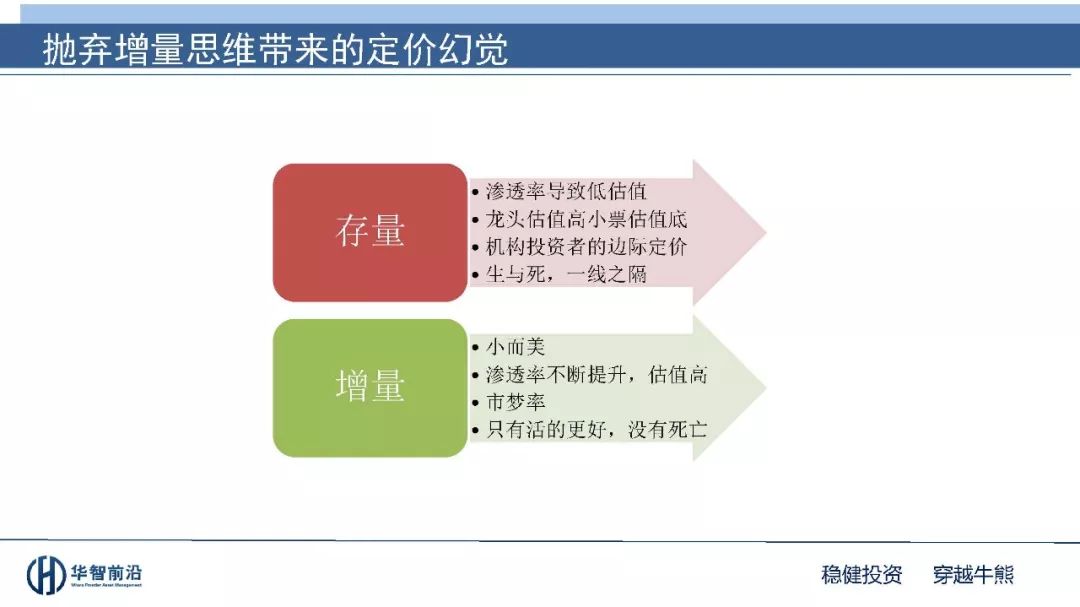 抛弃增量思维带来的定价幻觉
存量
• 渗透率导致低估值
• 龙头估值高小票估值底
• 机构投资者的边际定价
• 生与死，一线之隔
增量
• 小而美
• 渗透率不断提升，估值高
• 市梦率
• 只有活的更好，没有死亡
华智前沿
稳健投资 穿越牛熊